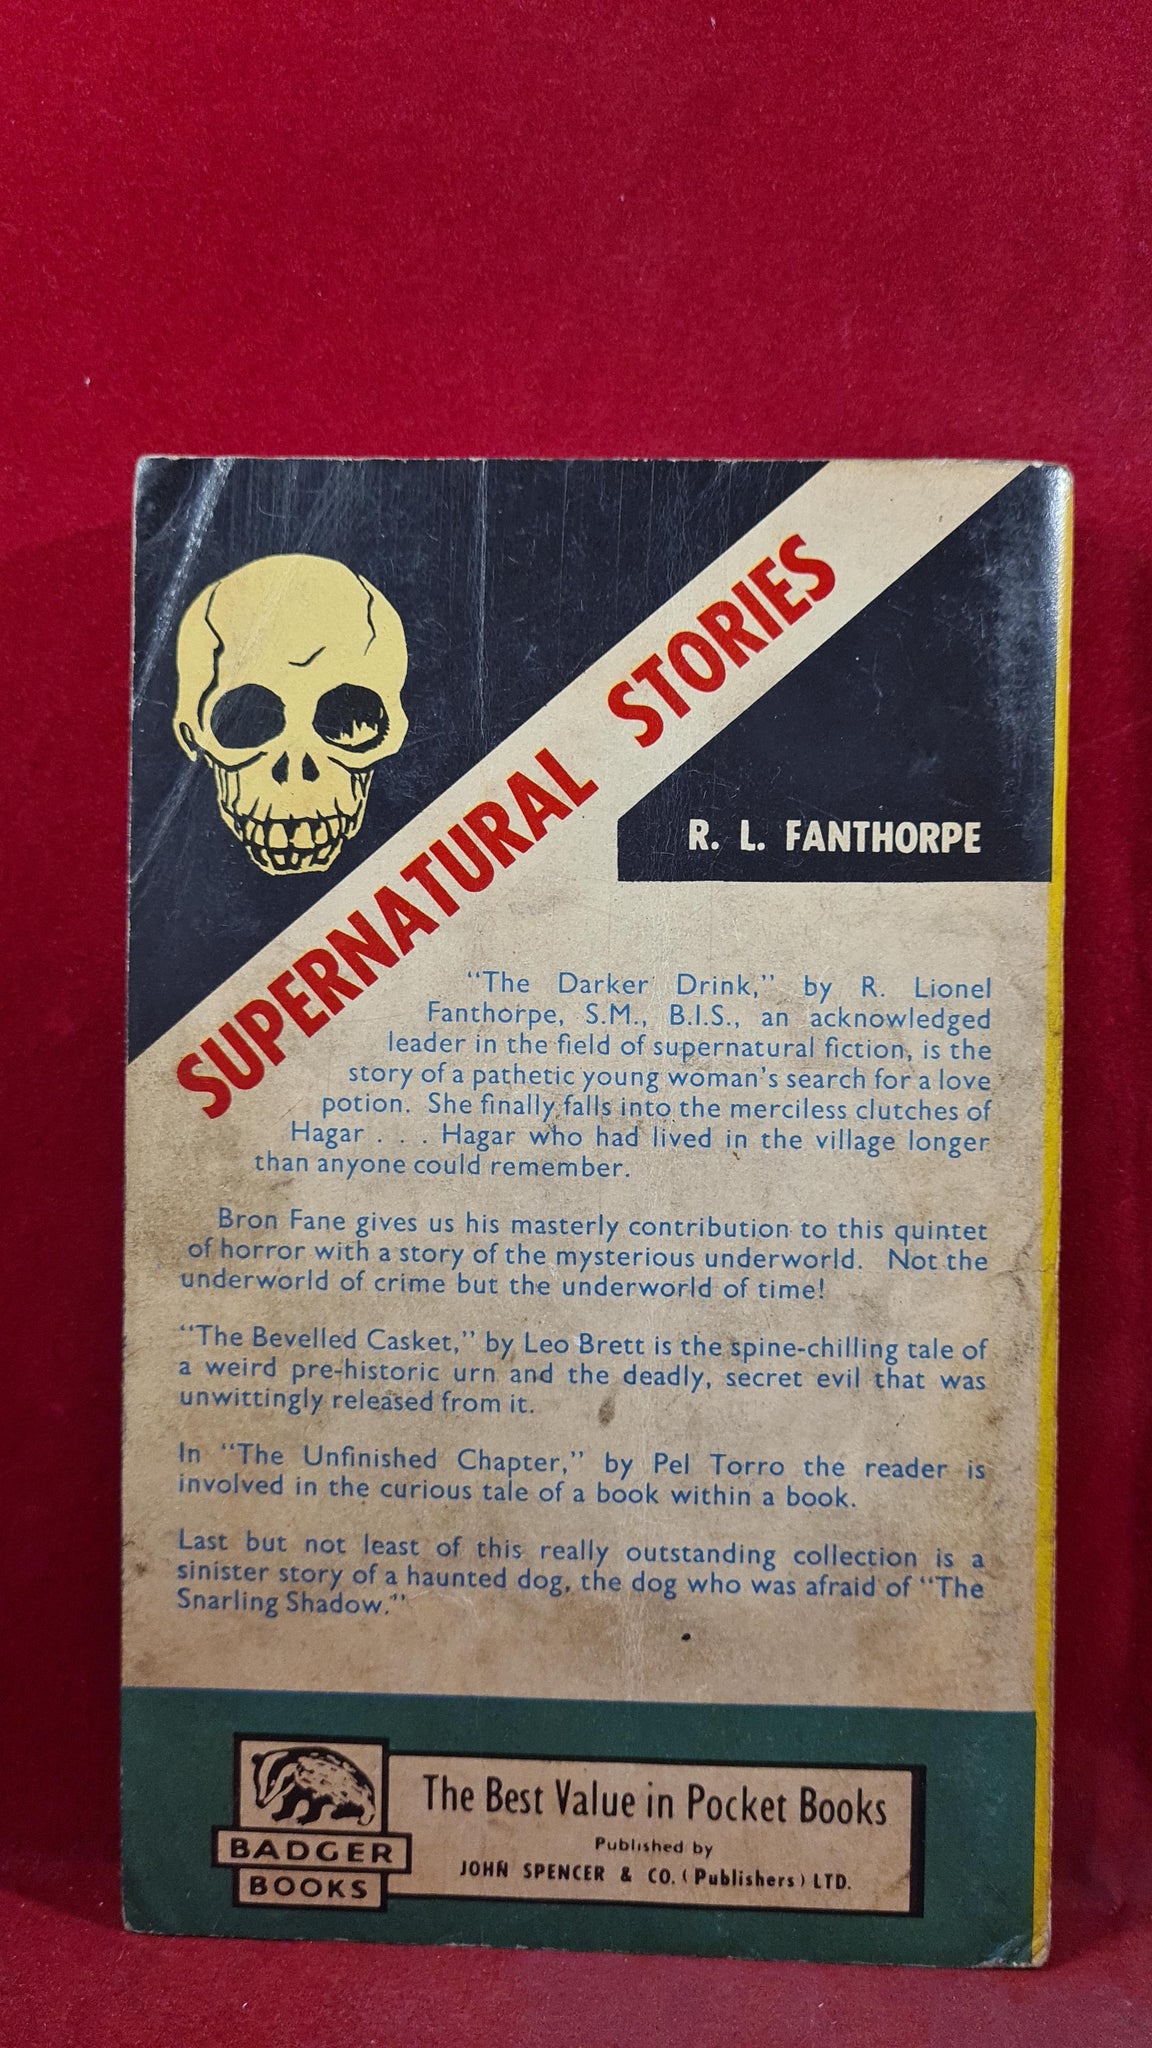 SUPERNATURAL STORIES
R. L. FANTHORPE
"The Darker Drink," by R. Lionel
Fanthorpe, S.M., B.I.S., an acknowledged
leader in the field of supernatural fiction, is the
story of a pathetic young woman's search for a love
potion. She finally falls into the merciless clutches of
Hagar . . . Hagar who had lived in the village longer
than anyone could remember.
Bron Fane gives us his masterly contribution to this quintet
of horror with a story of the mysterious underworld. Not the
underworld of crime but the underworld of time!
"The Bevelled Casket," by Leo Brett is the spine-chilling tale of
a weird pre-historic urn and the deadly, secret evil that was
unwittingly released from it.
In "The Unfinished Chapter," by Pel Torro the reader is
involved in the curious tale of a book within a book.
Last but not least of this really outstanding collection is a
sinister story of a haunted dog, the dog who was afraid of "The
Snarling Shadow."
BADGER
BOOKS
The Best Value in Pocket Books
Published by
JOHN SPENCER & CO. (Publishers) LTD.